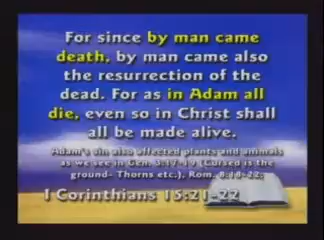 For since by man came
death, by man came also
the resurrection of the
dead. For as in Adam all
die, even so in Christ shall
all be made alive.
Adam's sin also affected plants and animals
as we see in Gen. 3:17-19 (Cursed is the
ground- Thorns etc.), Rom. 8:18-22.
I Corinthians 15:21-22